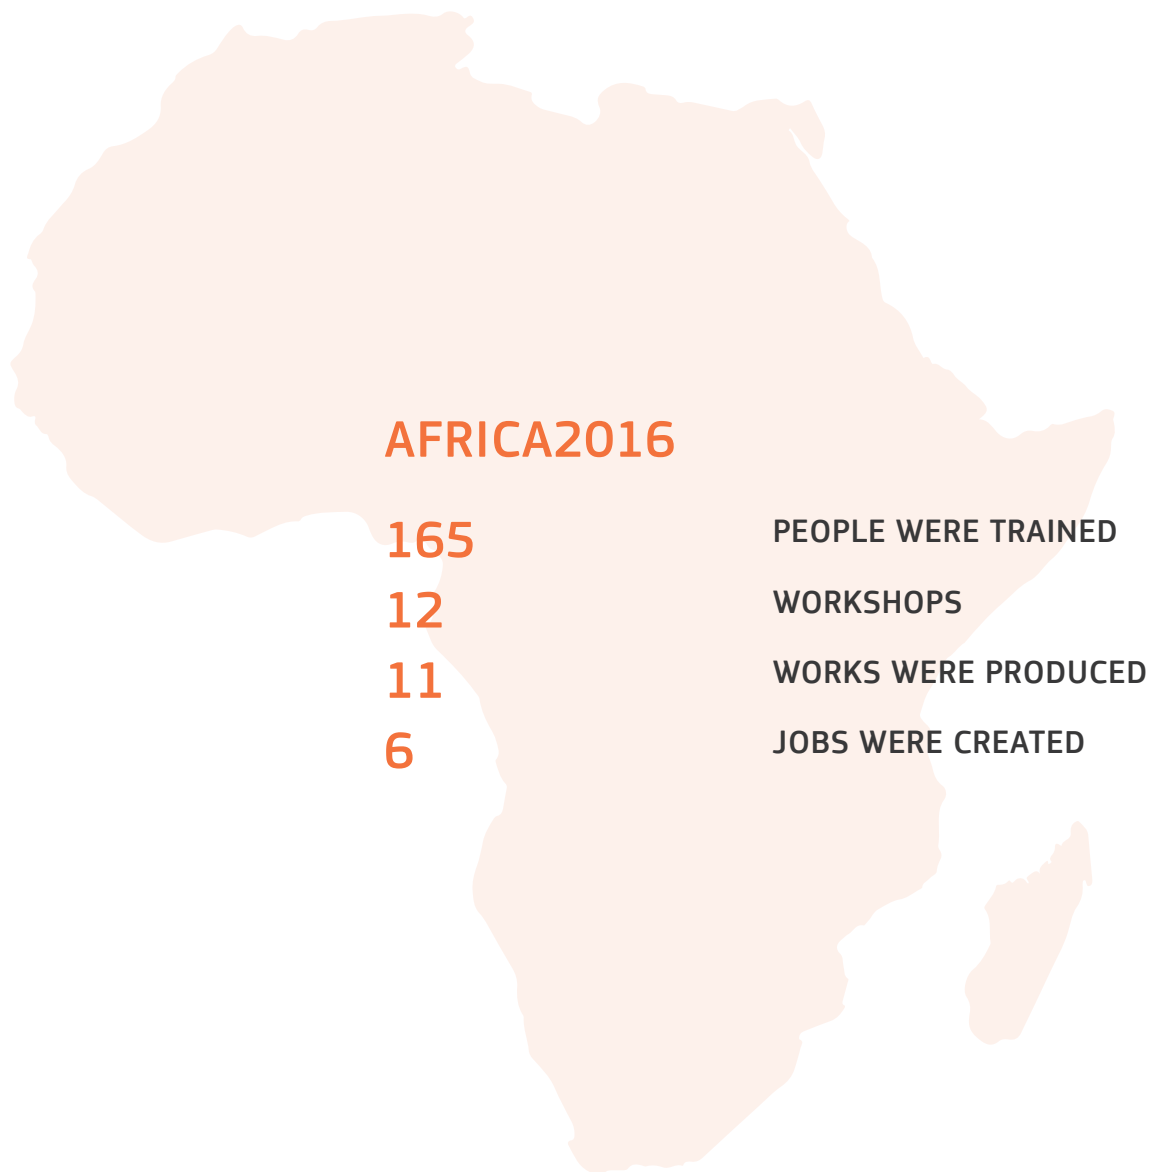 AFRICA2016
165 PEOPLE WERE TRAINED
12 WORKSHOPS
11 WORKS WERE PRODUCED
6 JOBS WERE CREATED